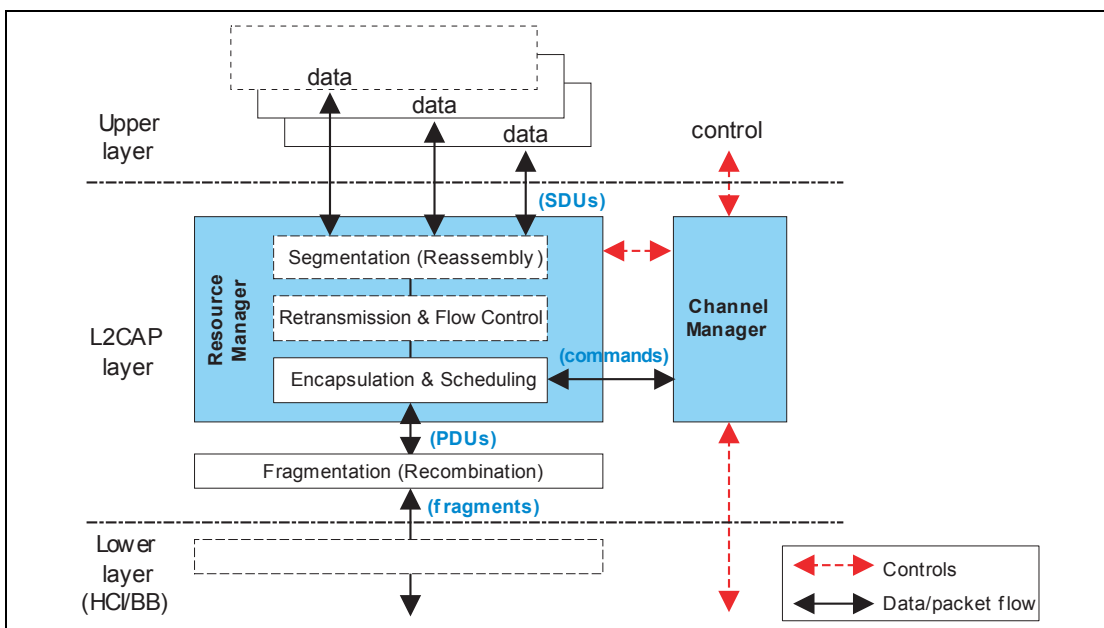 data
data
data
Upper
layer
control
(SDUs)
Segmentation (Reassembly)
Resource
Manager
Retransmission & Flow Control
Channel
Manager
L2CAP
layer
(commands)
Encapsulation & Scheduling
(PDUs)
Fragmentation (Recombination)
(fragments)
Lower
layer
(HCI/BB)
Controls
Data/packet flow